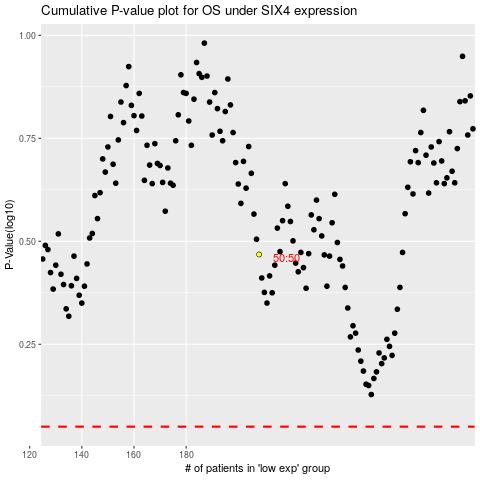 Cumulative P-value plot for OS under SIX4 expression
1.00
0.75
0.50
0.25
P-Value(log10)
50:50
120 140 160 180
# of patients in 'low exp' group